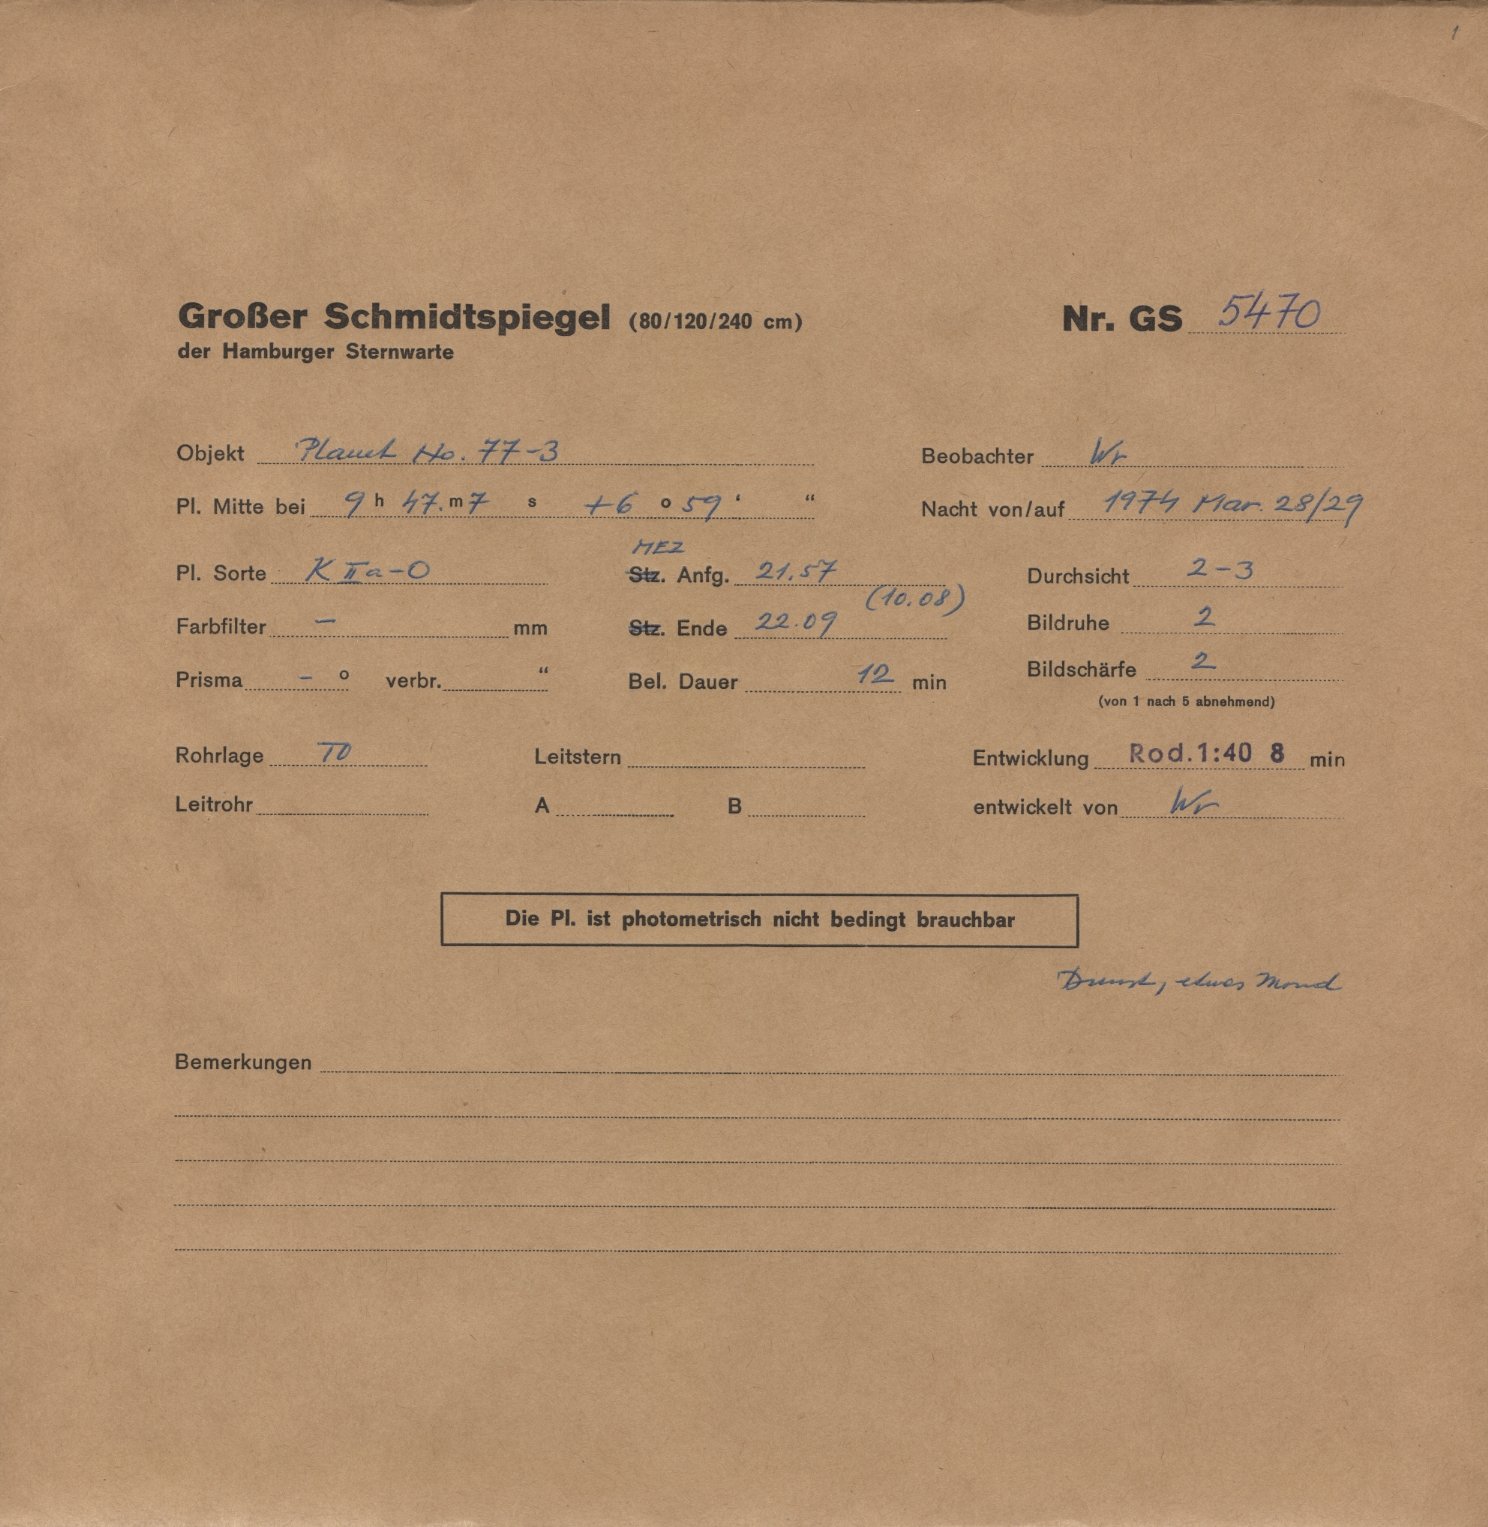 1
Großer Schmidtspiegel (80/120/240 cm) Nr. GS 5470
der Hamburger Sternwarte
Objekt Planet No. 77-3 Beobachter Wr
Pl. Mitte bei 9 h 47. m 7 s +6 o 59 ‘ “ Nacht von/auf 1974 Mar. 28/29
MEZ
Pl. Sorte K IIa-O Stz. Anfg. 21.57 Durchsicht 2-3
(10.08)
Farbfilter – mm Stz. Ende 22.09 Bildruhe 2
Prisma – o verbr. “ Bel. Dauer 12 min Bildschärfe 2
(von 1 nach 5 abnehmend)
Rohrlage TO Leitstern Entwicklung Rod. 1:40 8 min
Leitrohr A B entwickelt von Wr
Die Pl. ist photometrisch nicht bedingt brauchbar
Dunst, etwas Mond
Bemerkungen